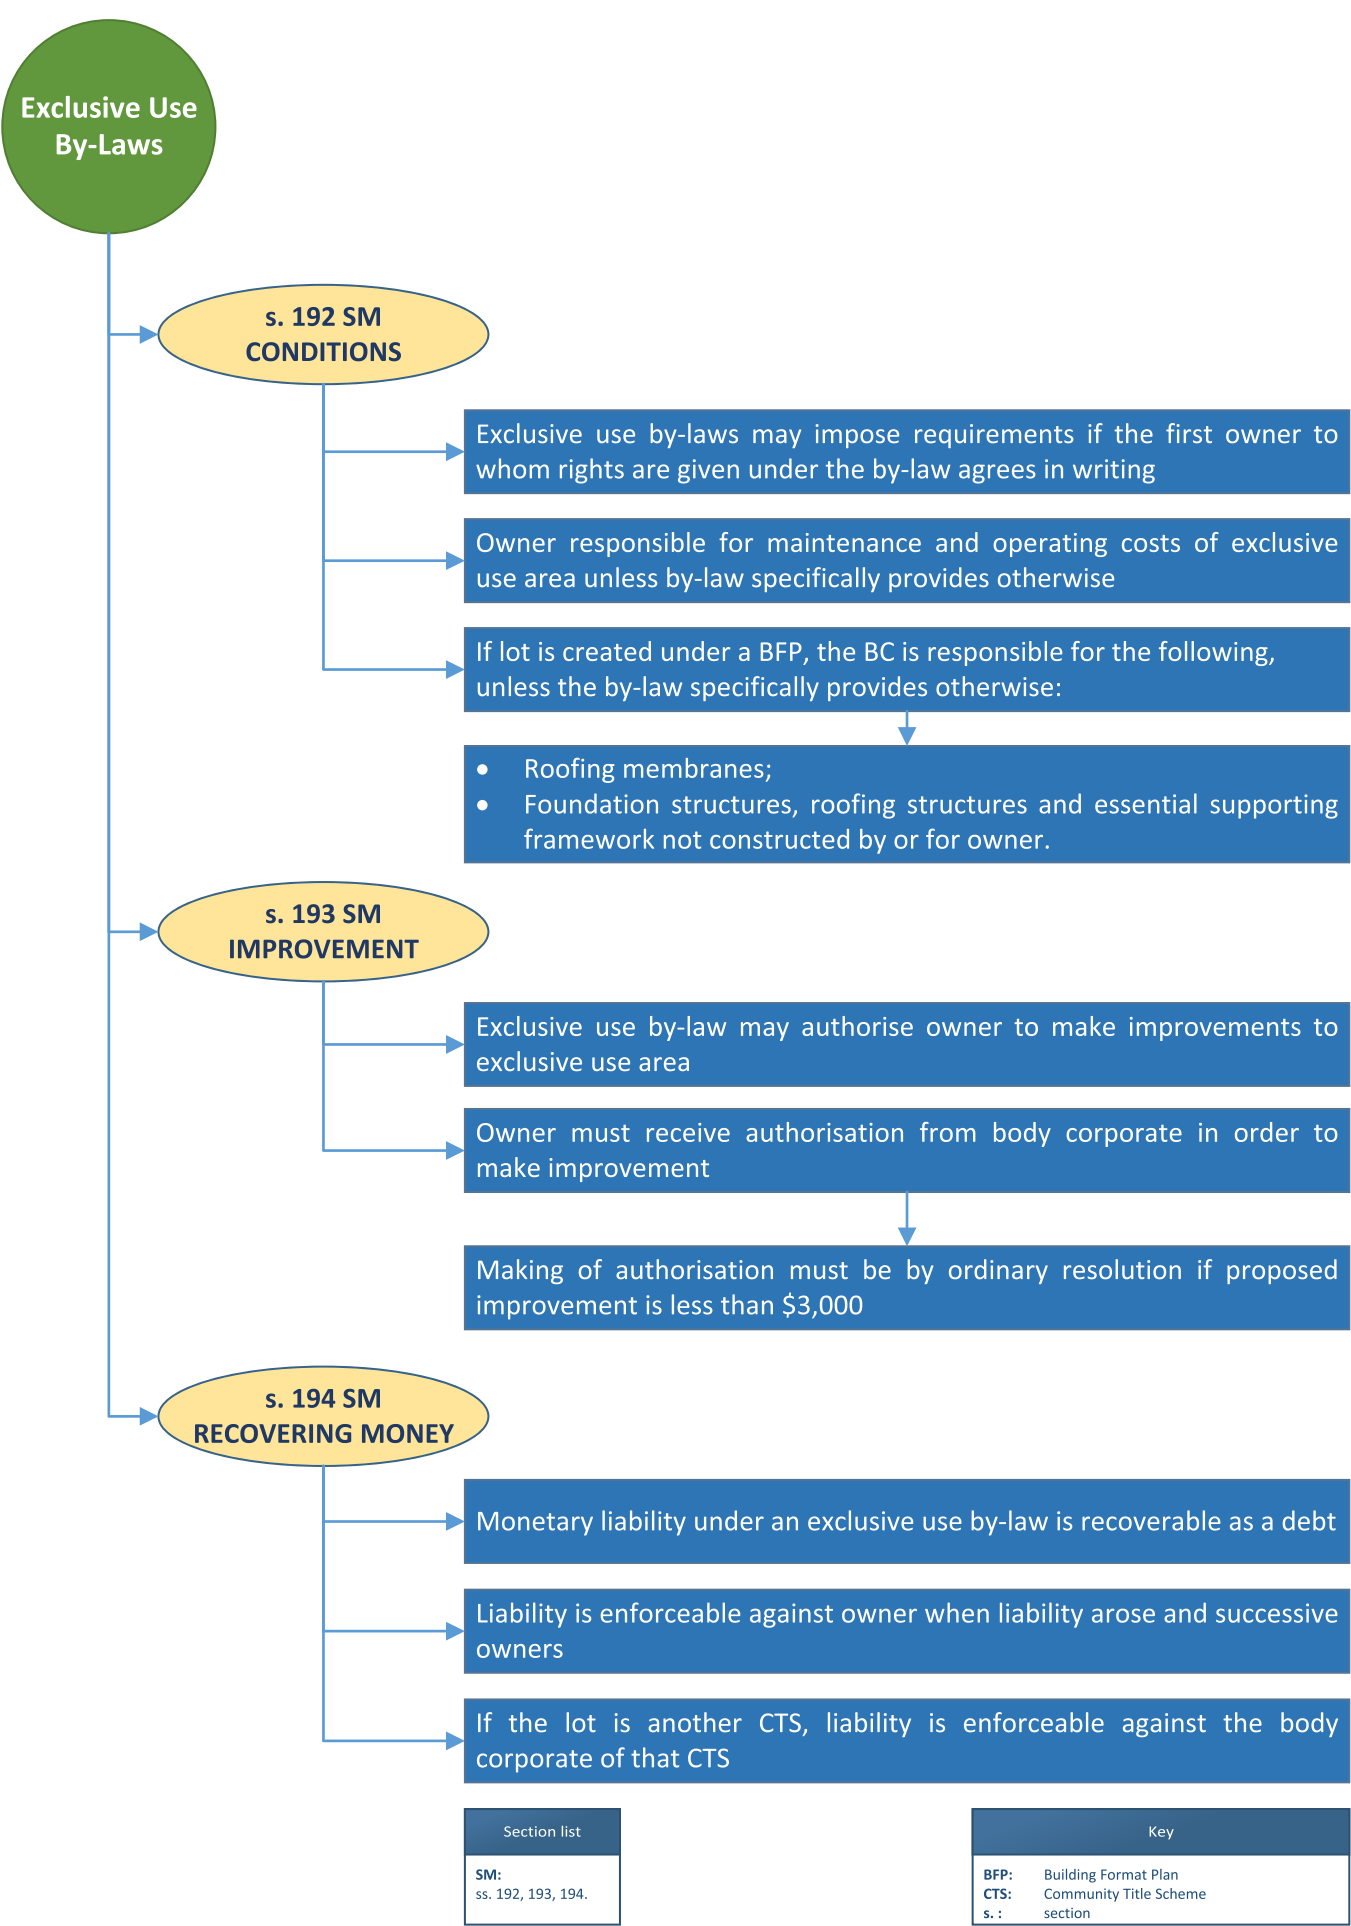 Exclusive Use
By-Laws
s. 192 SM
CONDITIONS
Exclusive use by-laws may impose requirements if the first owner to
whom rights are given under the by-law agrees in writing
Owner responsible for maintenance and operating costs of exclusive
use area unless by-law specifically provides otherwise
If lot is created under a BFP, the BC is responsible for the following,
unless the by-law specifically provides otherwise:
• Roofing membranes;
• Foundation structures, roofing structures and essential supporting
framework not constructed by or for owner.
s. 193 SM
IMPROVEMENT
Exclusive use by-law may authorise owner to make improvements to
exclusive use area
Owner must receive authorisation from body corporate in order to
make improvement
Making of authorisation must be by ordinary resolution if proposed
improvement is less than $3,000
s. 194 SM
RECOVERING MONEY
Monetary liability under an exclusive use by-law is recoverable as a debt
Liability is enforceable against owner when liability arose and successive
owners
If the lot is another CTS, liability is enforceable against the body
corporate of that CTS
Section list
SM:
ss. 192, 193, 194.
Key
BFP: Building Format Plan
CTS: Community Title Scheme
s. : section